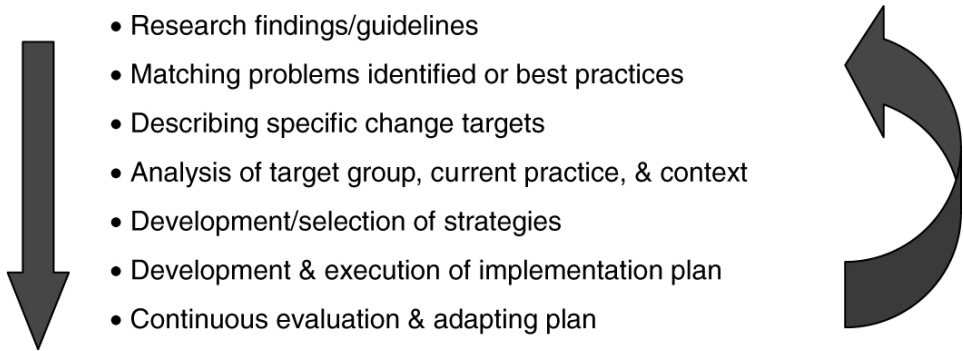 • Research findings/guidelines
• Matching problems identified or best practices
• Describing specific change targets
• Analysis of target group, current practice, & context
• Development/selection of strategies
• Development & execution of implementation plan
• Continuous evaluation & adapting plan